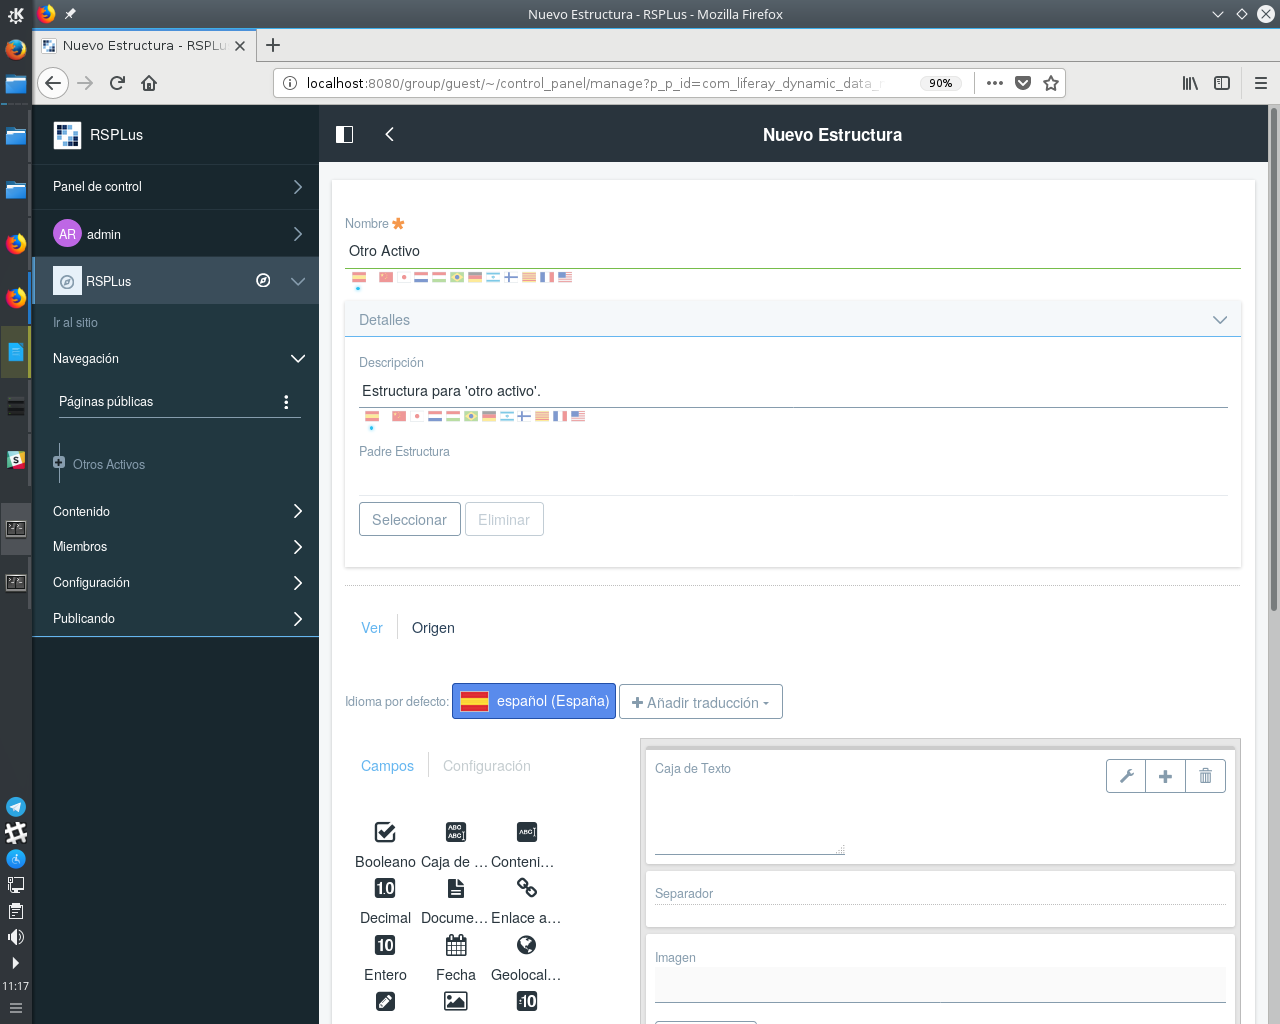 Nuevo Estructura - RSPLus - Mozilla Firefox
Nuevo Estructura - RSPLu
localhost:8080/group/guest/~/control_panel/manage?p_p_id=com_liferay_dynamic_data_
90%
RSPLus
Nuevo Estructura
Panel de control
AR admin
RSPLus
Ir al sitio
Navegación
Páginas públicas
Otros Activos
Contenido
Miembros
Configuración
Publicando
Nombre
Otro Activo
Detalles
Descripción
Estructura para 'otro activo'.
Padre Estructura
Seleccionar Eliminar
Ver Origen
Idioma por defecto: español (España) + Añadir traducción
Campos Configuración
Booleano Caja de ... Conteni...
Decimal Docume... Enlace a...
Entero Fecha Geolocal...
Caja de Texto
Separador
Imagen
11:17